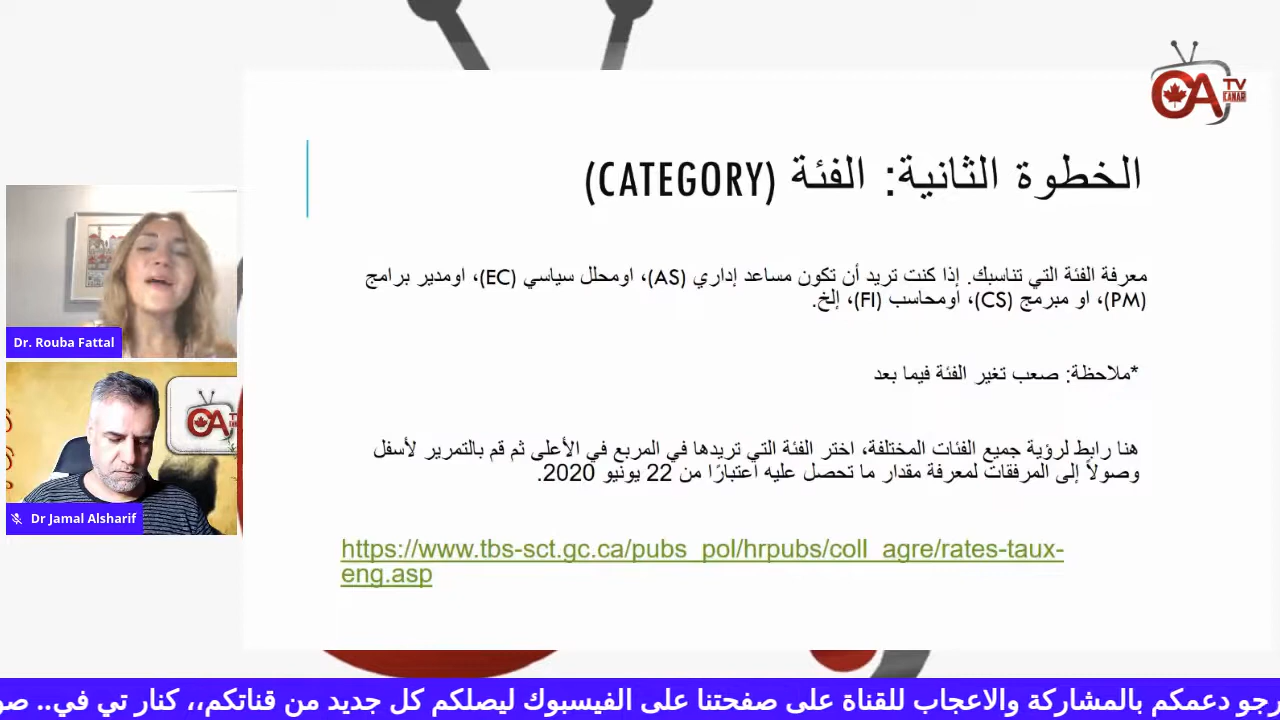 CA
TV
CANAR
الخطوة الثانية: الفئة (CATEGORY)
معرفة الفئة التي تناسبك. إذا كنت تريد أن تكون مساعد إداري (AS)، اومحلل سياسي (EC)، اومدير برامج
(PM)، او مبرمج (CS)، اومحاسب (FI)، إلخ.
*ملاحظة: صعب تغير الفئة فيما بعد
هنا رابط لرؤية جميع الفئات المختلفة، اختر الفئة التي تريدها في المربع في الأعلى ثم قم بالتمرير لأسفل
وصولاً إلى المرفقات لمعرفة مقدار ما تحصل عليه اعتبارًا من 22 يونيو 2020.
https://www.tbs-sct.gc.ca/pubs_pol/hrpubs/coll_agre/rates-taux-
eng.asp
Dr. Rouba Fattal
CA
Dr Jamal Alsharif
رجو دعمكم بالمشاركة والاعجاب للقناة على صفحتنا على الفيسبوك ليصلكم كل جديد من قناتكم،، كنار تي في.. صو